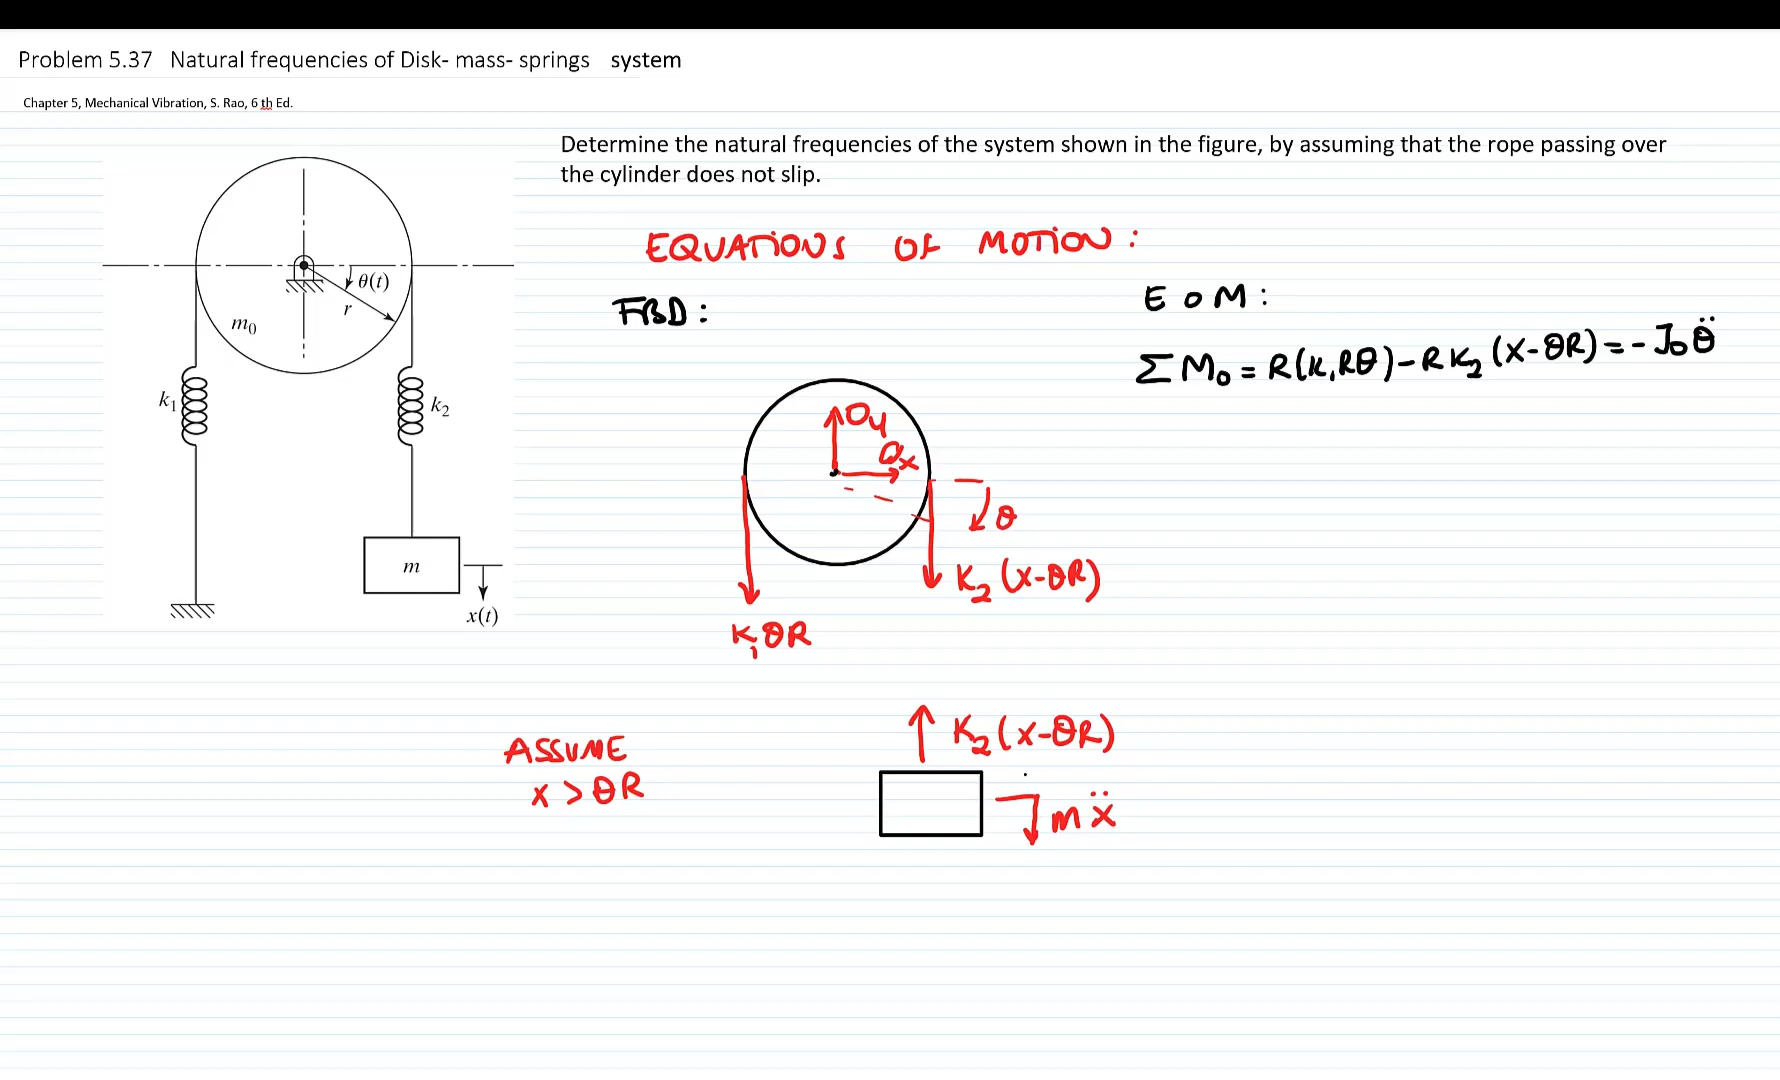 Problem 5.37 Natural frequencies of Disk- mass- springs system
Chapter 5, Mechanical Vibration, S. Rao, 6 th Ed.
Determine the natural frequencies of the system shown in the figure, by assuming that the rope passing over
the cylinder does not slip.
EQUATIONS OF MOTION :
FBD :
E O M :
ΣM₀ = R(k₁Rθ) - RK₂(X-θR) = - J₀θ̈
θ(t)
r
m₀
k₁
k₂
m
x(t)
Oy
Ox
θ
K₂(X-θR)
K₁θR
ASSUME
x > θR
K₂(x-θR)
mẍ